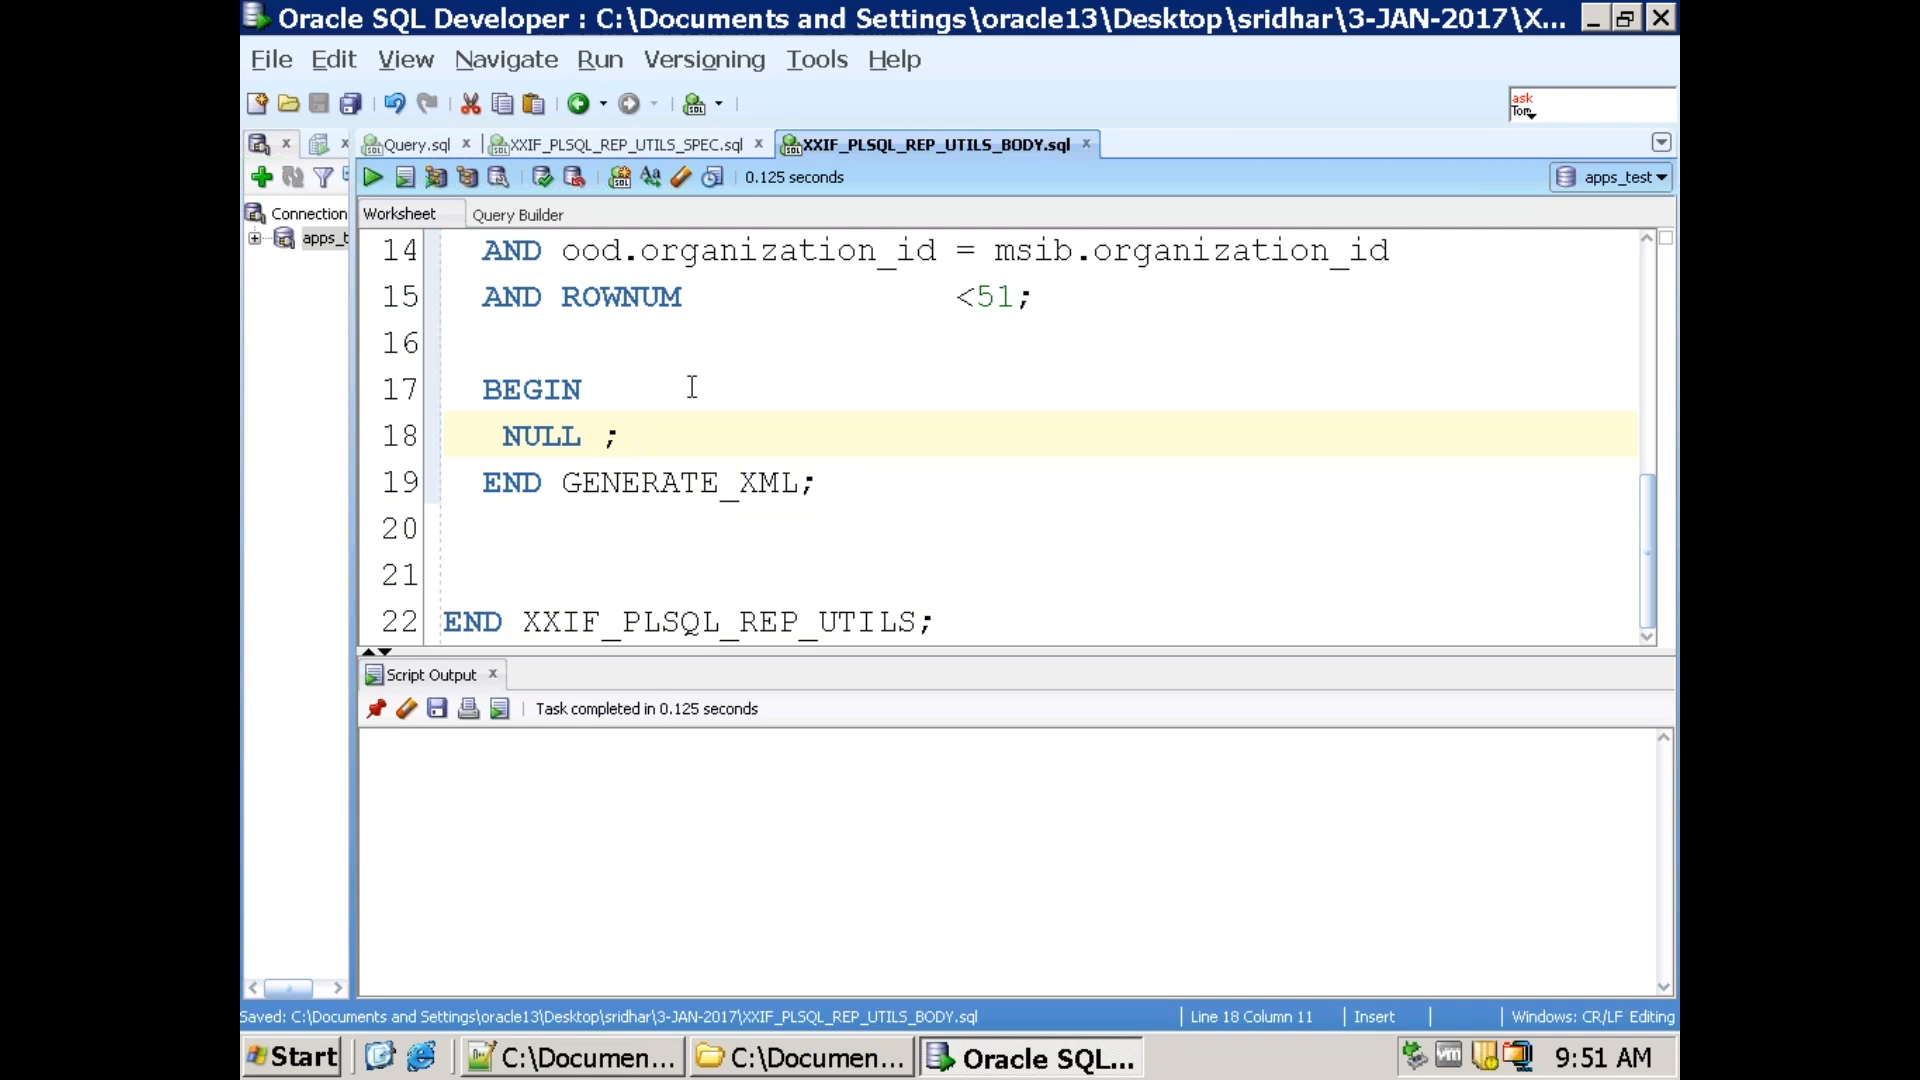 Oracle SQL Developer : C:\Documents and Settings\oracle13\Desktop\sridhar\3-JAN-2017\X...
File Edit View Navigate Run Versioning Tools Help
ask
Tom
Query.sql XXIF_PLSQL_REP_UTILS_SPEC.sql XXIF_PLSQL_REP_UTILS_BODY.sql
0.125 seconds apps_test
Connection
apps_t
Worksheet Query Builder
14 AND ood.organization_id = msib.organization_id
15 AND ROWNUM <51;
16
17 BEGIN
18 NULL ;
19 END GENERATE_XML;
20
21
22 END XXIF_PLSQL_REP_UTILS;
Script Output
Task completed in 0.125 seconds
Saved: C:\Documents and Settings\oracle13\Desktop\sridhar\3-JAN-2017\XXIF_PLSQL_REP_UTILS_BODY.sql Line 18 Column 11 Insert Windows: CR/LF Editing
Start C:\Documen... C:\Documen... Oracle SQL... 9:51 AM